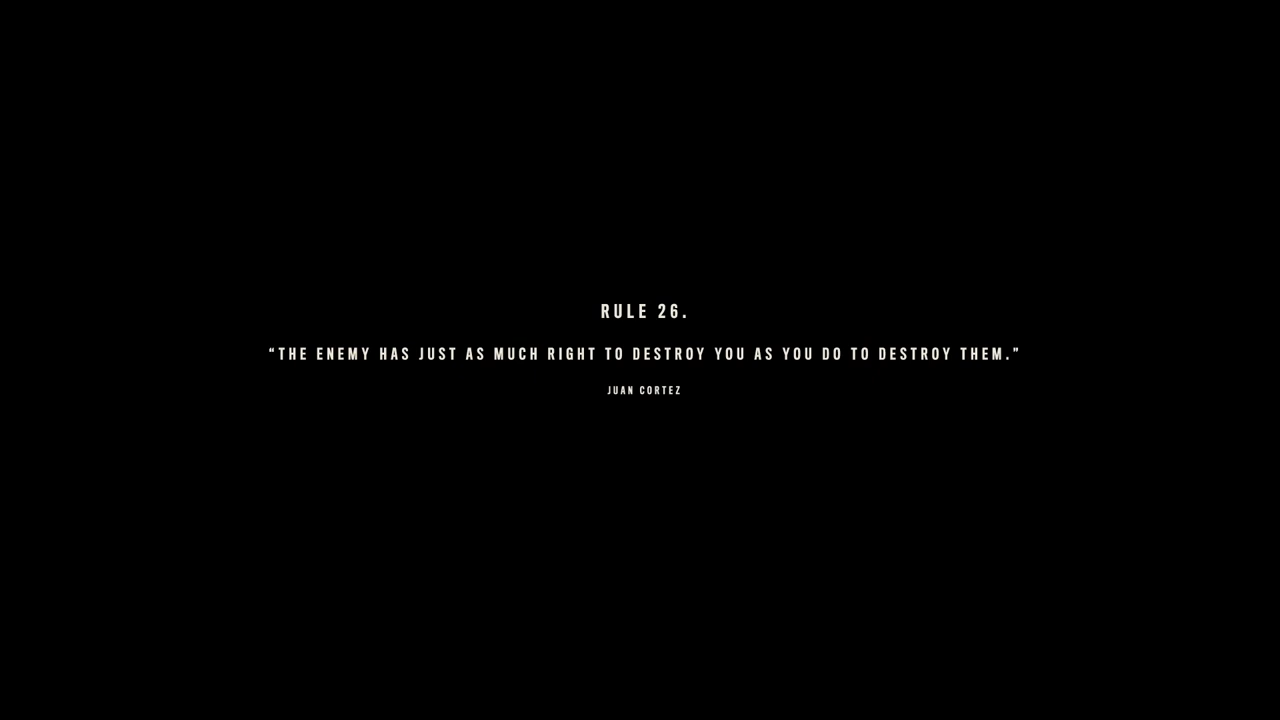 RULE 26.
“THE ENEMY HAS JUST AS MUCH RIGHT TO DESTROY YOU AS YOU DO TO DESTROY THEM.”
JUAN CORTEZ